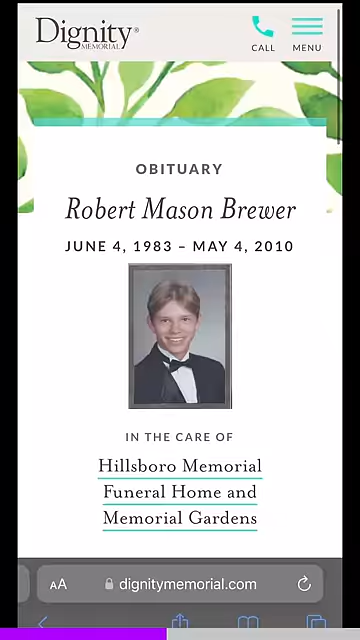 Dignity®
MEMORIAL
CALL
MENU
OBITUARY
Robert Mason Brewer
JUNE 4, 1983 – MAY 4, 2010
IN THE CARE OF
Hillsboro Memorial
Funeral Home and
Memorial Gardens
AA
dignitymemorial.com